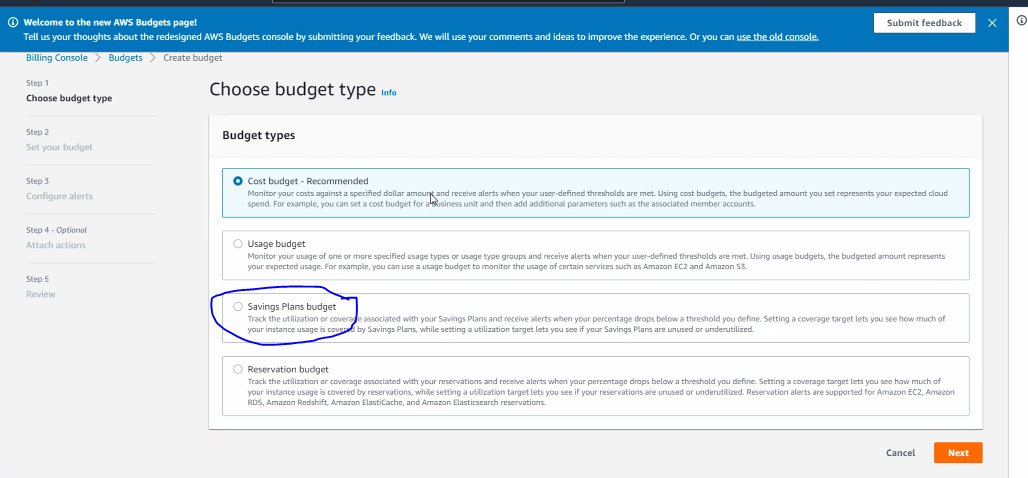 Welcome to the new AWS Budgets page!
Tell us your thoughts about the redesigned AWS Budgets console by submitting your feedback. We will use your comments and ideas to improve the experience. Or you can use the old console.
Submit feedback
Billing Console > Budgets > Create budget
Step 1
Choose budget type
Step 2
Set your budget
Step 3
Configure alerts
Step 4 - Optional
Attach actions
Step 5
Review
Choose budget type Info
Budget types
Cost budget - Recommended
Monitor your costs against a specified dollar amount and receive alerts when your user-defined thresholds are met. Using cost budgets, the budgeted amount you set represents your expected cloud
spend. For example, you can set a cost budget for a business unit and then add additional parameters such as the associated member accounts.
Usage budget
Monitor your usage of one or more specified usage types or usage type groups and receive alerts when your user-defined thresholds are met. Using usage budgets, the budgeted amount represents
your expected usage. For example, you can use a usage budget to monitor the usage of certain services such as Amazon EC2 and Amazon S3.
Savings Plans budget
Track the utilization or coverage associated with your Savings Plans and receive alerts when your percentage drops below a threshold you define. Setting a coverage target lets you see how much of
your instance usage is covered by Savings Plans, while setting a utilization target lets you see if your Savings Plans are unused or underutilized.
Reservation budget
Track the utilization or coverage associated with your reservations and receive alerts when your percentage drops below a threshold you define. Setting a coverage target lets you see how much of
your instance usage is covered by reservations, while setting a utilization target lets you see if your reservations are unused or underutilized. Reservation alerts are supported for Amazon EC2, Amazon
RDS, Amazon Redshift, Amazon ElastiCache, and Amazon Elasticsearch reservations.
Cancel
Next